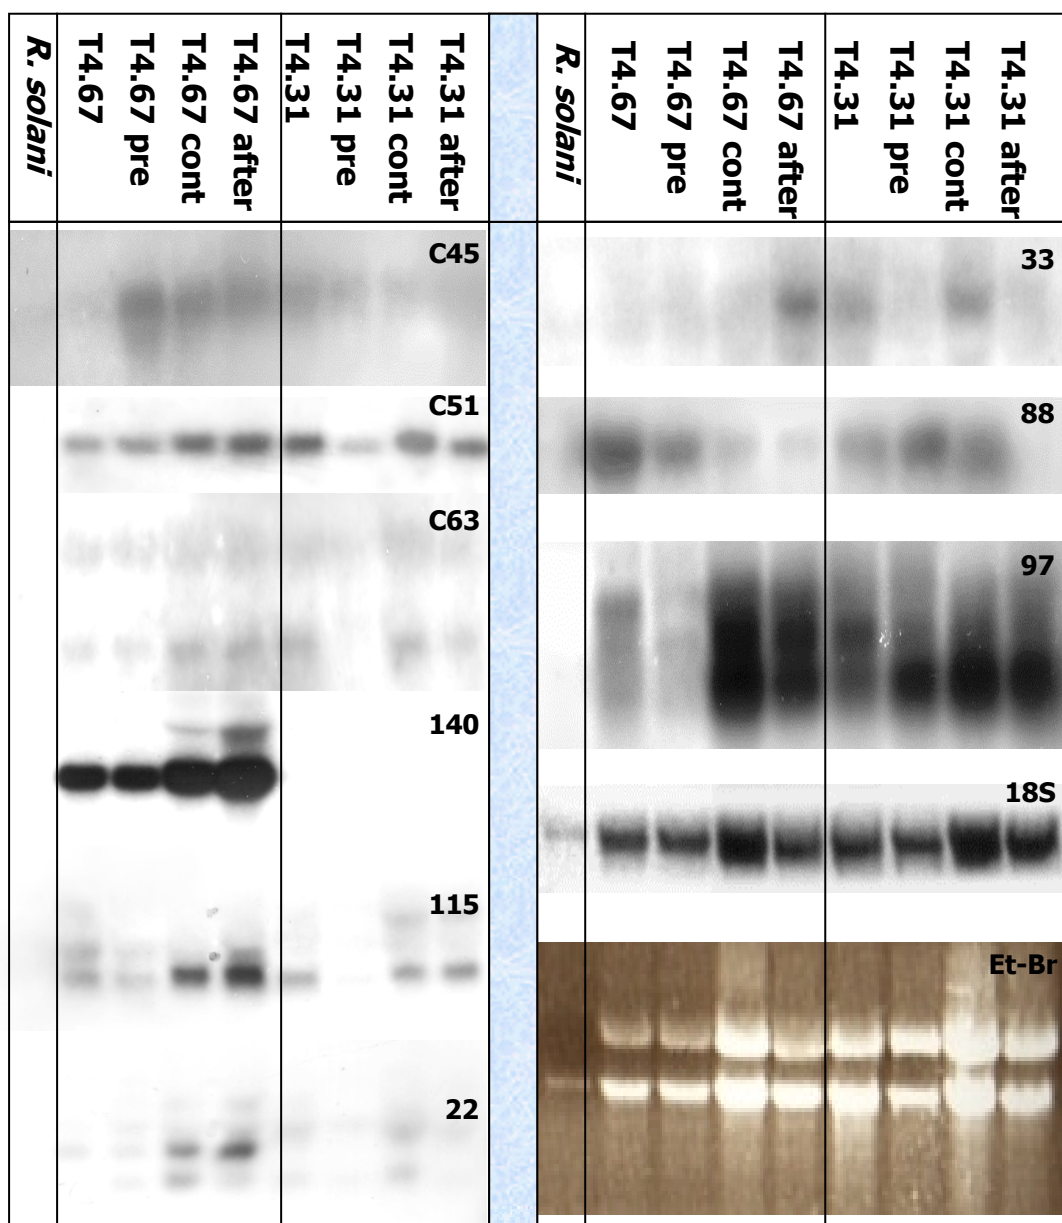 R. solani
T4.67
T4.67 pre
T4.67 cont
T4.67 after
T4.31
T4.31 pre
T4.31 cont
T4.31 after
C45
C51
C63
140
115
22
R. solani
T4.67
T4.67 pre
T4.67 cont
T4.67 after
T4.31
T4.31 pre
T4.31 cont
T4.31 after
33
88
97
18S
Et-Br